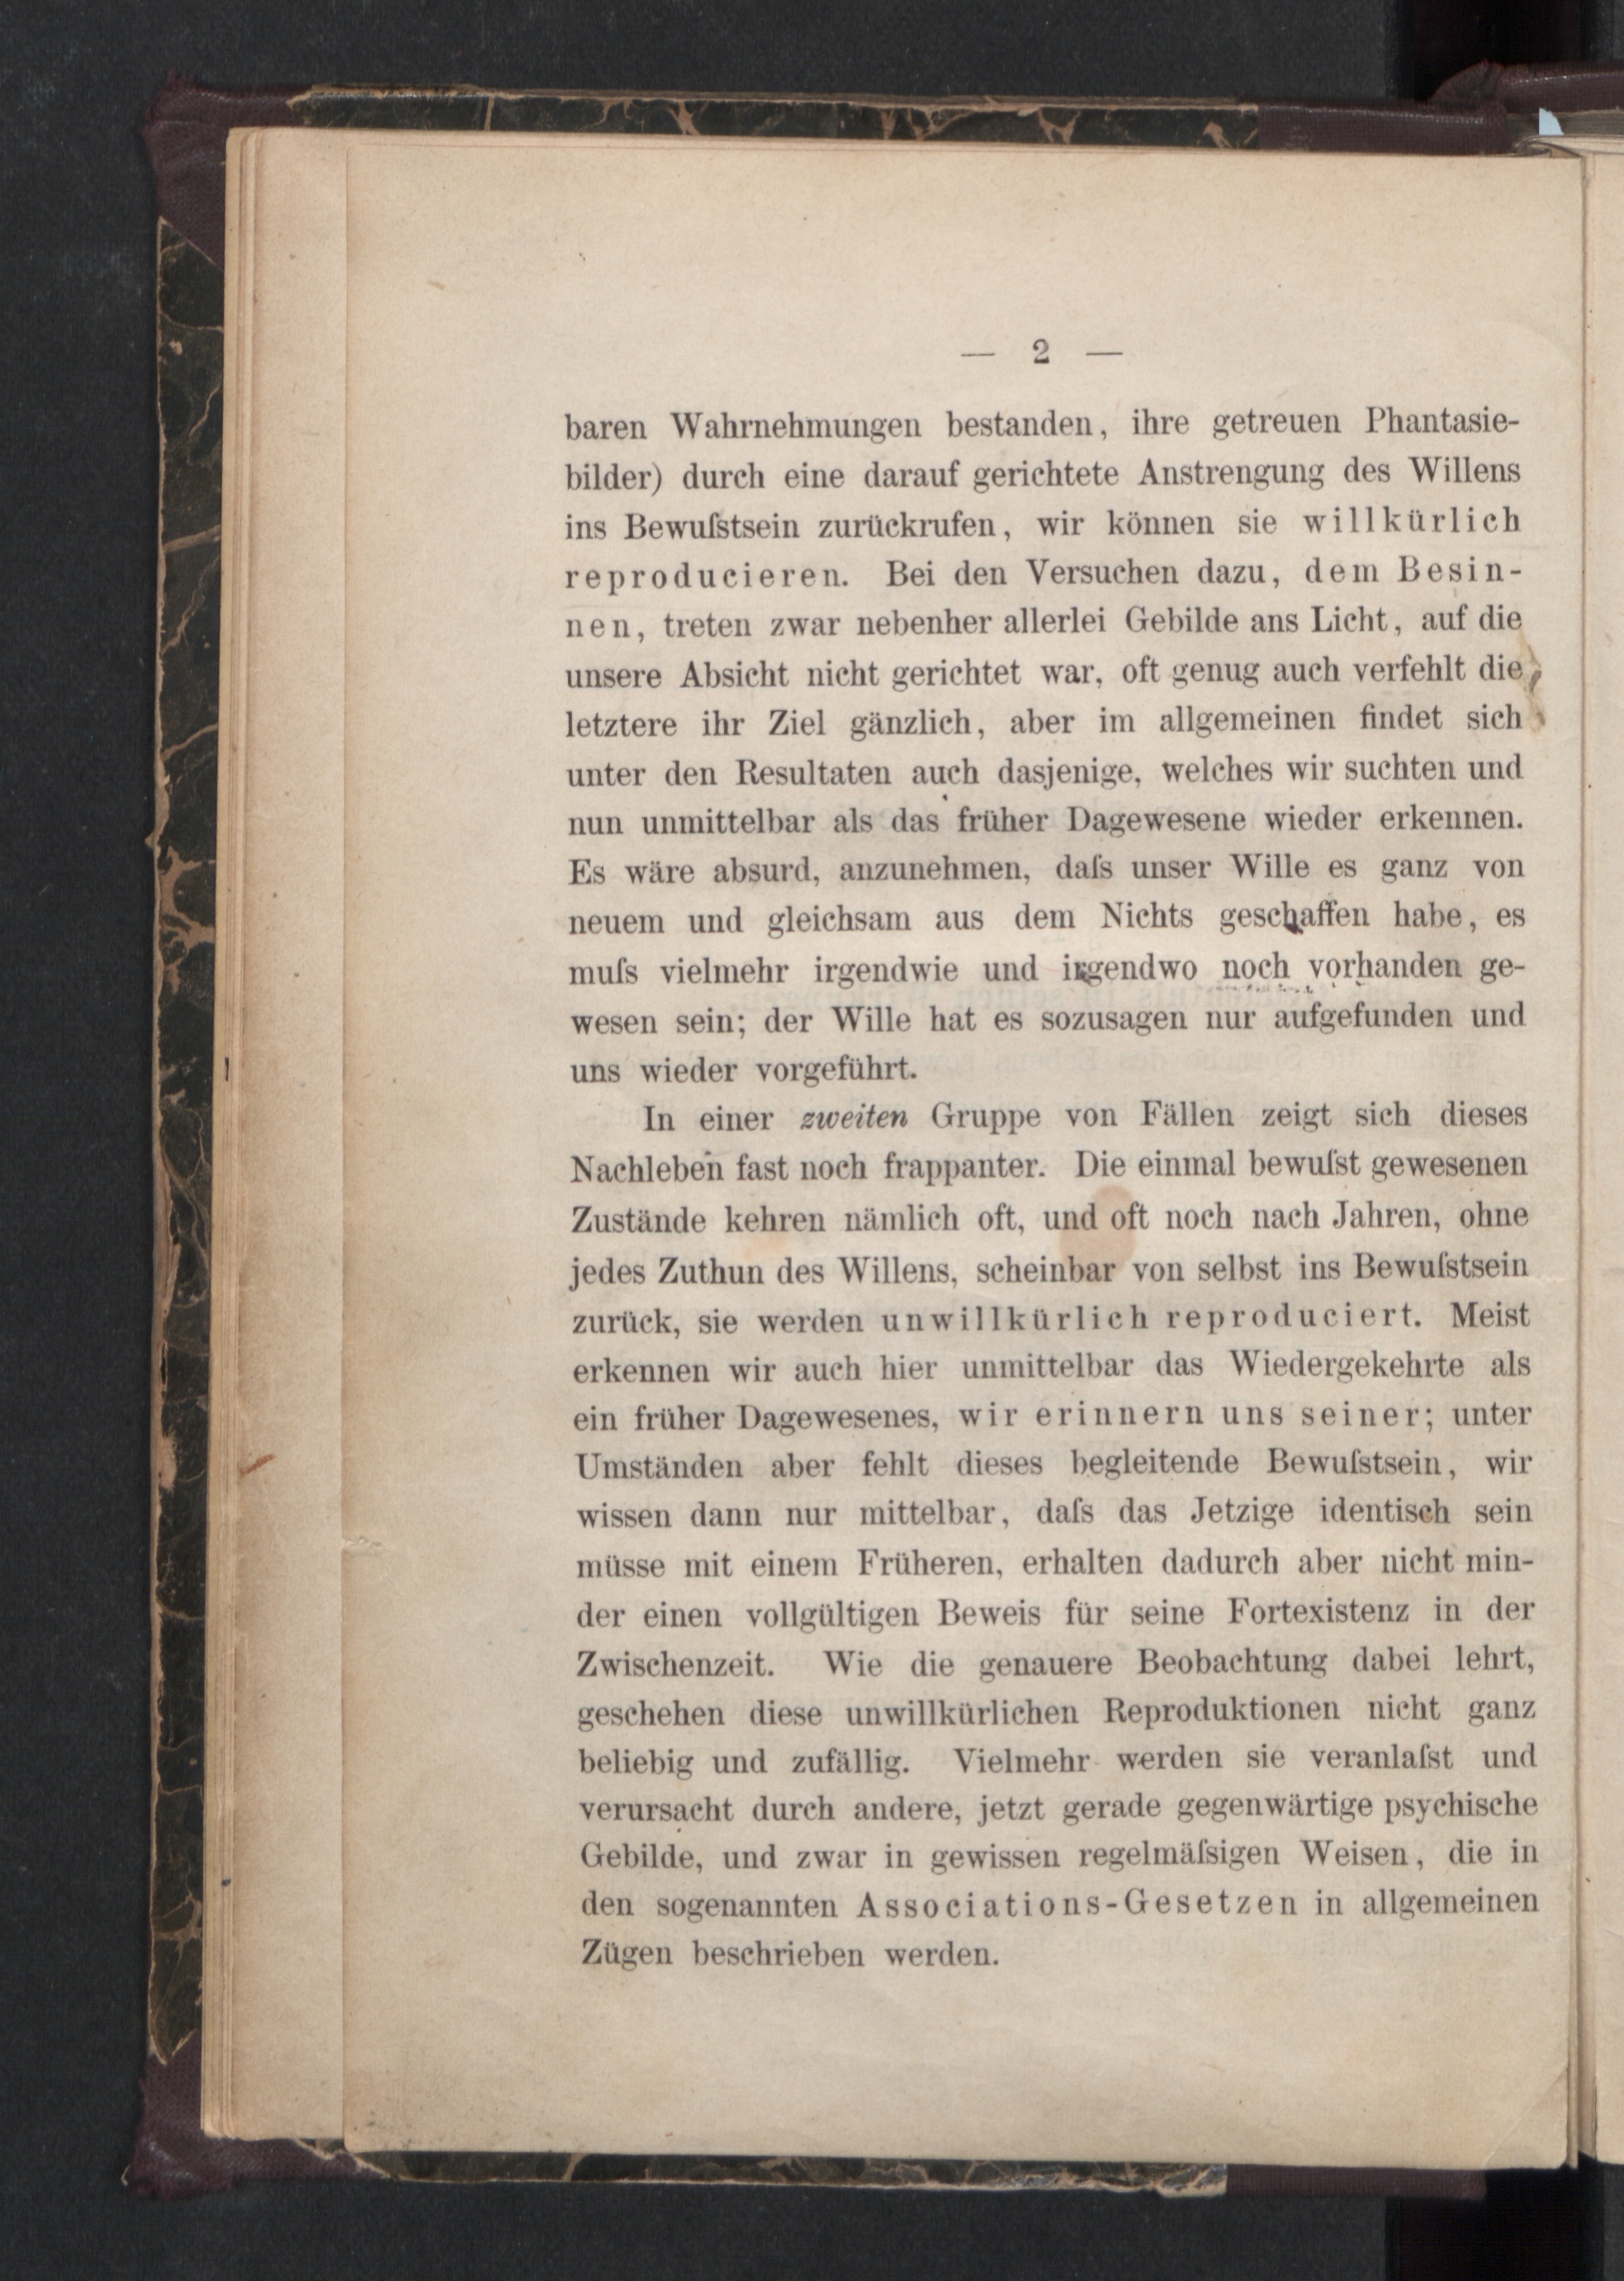 — 2 —
baren Wahrnehmungen bestanden, ihre getreuen Phantasie-
bilder) durch eine darauf gerichtete Anstrengung des Willens
ins Bewuſstsein zurückrufen, wir können sie willkürlich
reproducieren. Bei den Versuchen dazu, dem Besin-
nen, treten zwar nebenher allerlei Gebilde ans Licht, auf die
unsere Absicht nicht gerichtet war, oft genug auch verfehlt die
letztere ihr Ziel gänzlich, aber im allgemeinen findet sich
unter den Resultaten auch dasjenige, welches wir suchten und
nun unmittelbar als das früher Dagewesene wieder erkennen.
Es wäre absurd, anzunehmen, daſs unser Wille es ganz von
neuem und gleichsam aus dem Nichts geschaffen habe, es
muſs vielmehr irgendwie und irgendwo noch vorhanden ge-
wesen sein; der Wille hat es sozusagen nur aufgefunden und
uns wieder vorgeführt.
In einer zweiten Gruppe von Fällen zeigt sich dieses
Nachleben fast noch frappanter. Die einmal bewuſst gewesenen
Zustände kehren nämlich oft, und oft noch nach Jahren, ohne
jedes Zuthun des Willens, scheinbar von selbst ins Bewuſstsein
zurück, sie werden unwillkürlich reproduciert. Meist
erkennen wir auch hier unmittelbar das Wiedergekehrte als
ein früher Dagewesenes, wir erinnern uns seiner; unter
Umständen aber fehlt dieses begleitende Bewuſstsein, wir
wissen dann nur mittelbar, daſs das Jetzige identisch sein
müsse mit einem Früheren, erhalten dadurch aber nicht min-
der einen vollgültigen Beweis für seine Fortexistenz in der
Zwischenzeit. Wie die genauere Beobachtung dabei lehrt,
geschehen diese unwillkürlichen Reproduktionen nicht ganz
beliebig und zufällig. Vielmehr werden sie veranlaſst und
verursacht durch andere, jetzt gerade gegenwärtige psychische
Gebilde, und zwar in gewissen regelmäſsigen Weisen, die in
den sogenannten Associations-Gesetzen in allgemeinen
Zügen beschrieben werden.